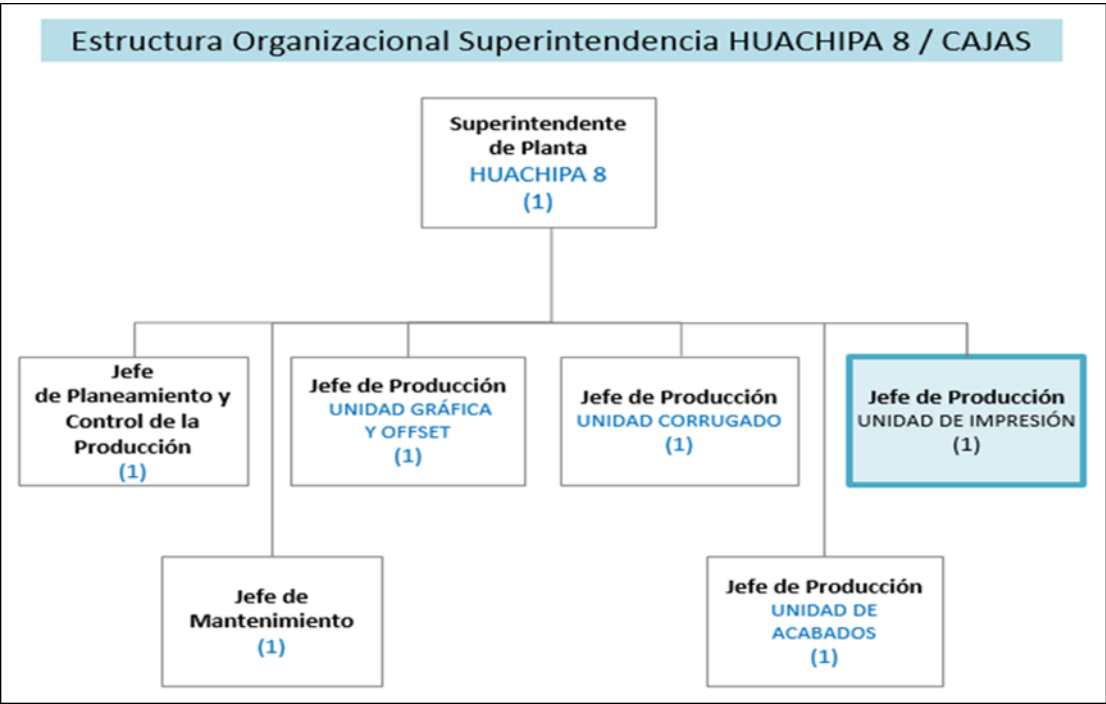 Estructura Organizacional Superintendencia HUACHIPA 8 / CAJAS
Superintendente
de Planta
HUACHIPA 8
(1)
Jefe
de Planeamiento y
Control de la
Producción
(1)
Jefe de Producción
UNIDAD GRÁFICA
Y OFFSET
(1)
Jefe de Producción
UNIDAD CORRUGADO
(1)
Jefe de Producción
UNIDAD DE IMPRESIÓN
(1)
Jefe de
Mantenimiento
(1)
Jefe de Producción
UNIDAD DE
ACABADOS
(1)